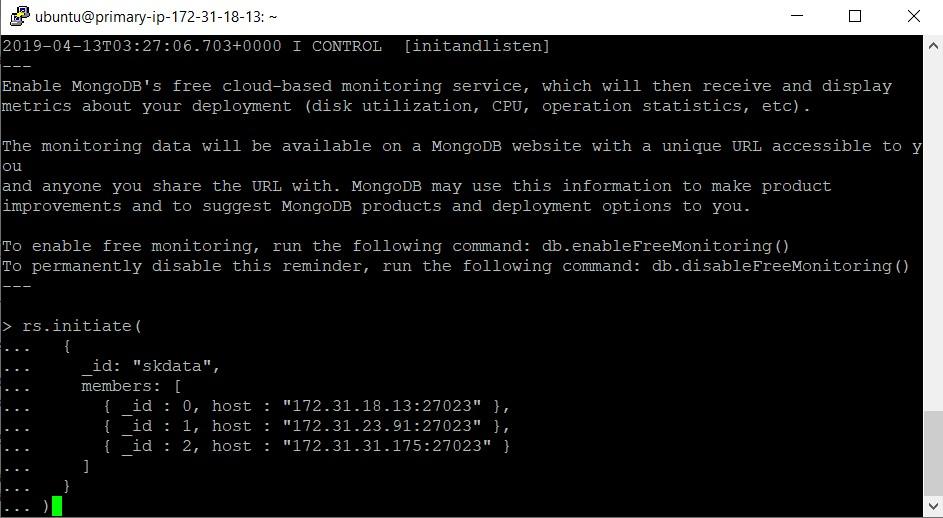 ubuntu@primary-ip-172-31-18-13: ~
2019-04-13T03:27:06.703+0000 I CONTROL  [initandlisten]
---
Enable MongoDB's free cloud-based monitoring service, which will then receive and display
metrics about your deployment (disk utilization, CPU, operation statistics, etc).

The monitoring data will be available on a MongoDB website with a unique URL accessible to y
ou
and anyone you share the URL with. MongoDB may use this information to make product
improvements and to suggest MongoDB products and deployment options to you.

To enable free monitoring, run the following command: db.enableFreeMonitoring()
To permanently disable this reminder, run the following command: db.disableFreeMonitoring()
---

> rs.initiate(
...   {
...     _id: "skdata",
...     members: [
...       { _id : 0, host : "172.31.18.13:27023" },
...       { _id : 1, host : "172.31.23.91:27023" },
...       { _id : 2, host : "172.31.31.175:27023" }
...     ]
...   }
... )